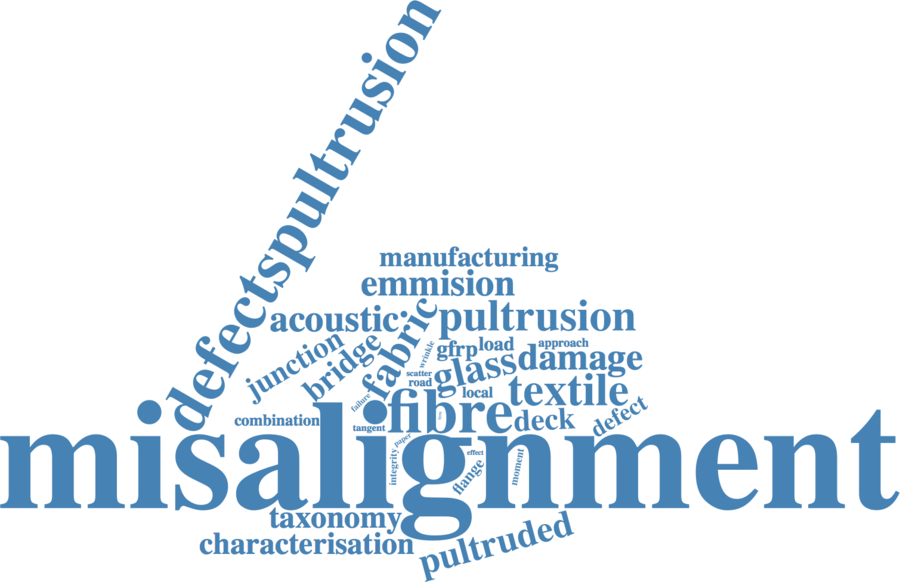 defectspultrusion
manufacturing
emmision
acoustic
fabric
pultrusion
junction
bridge
wrinkle
gfrp
load
approach
scatter
glass
damage
road
local
textile
failure
combination
tangent
fibre
deck
defect
misalignment
paper
integrity
effect
flange
moment
taxonomy
characterisation
pultruded